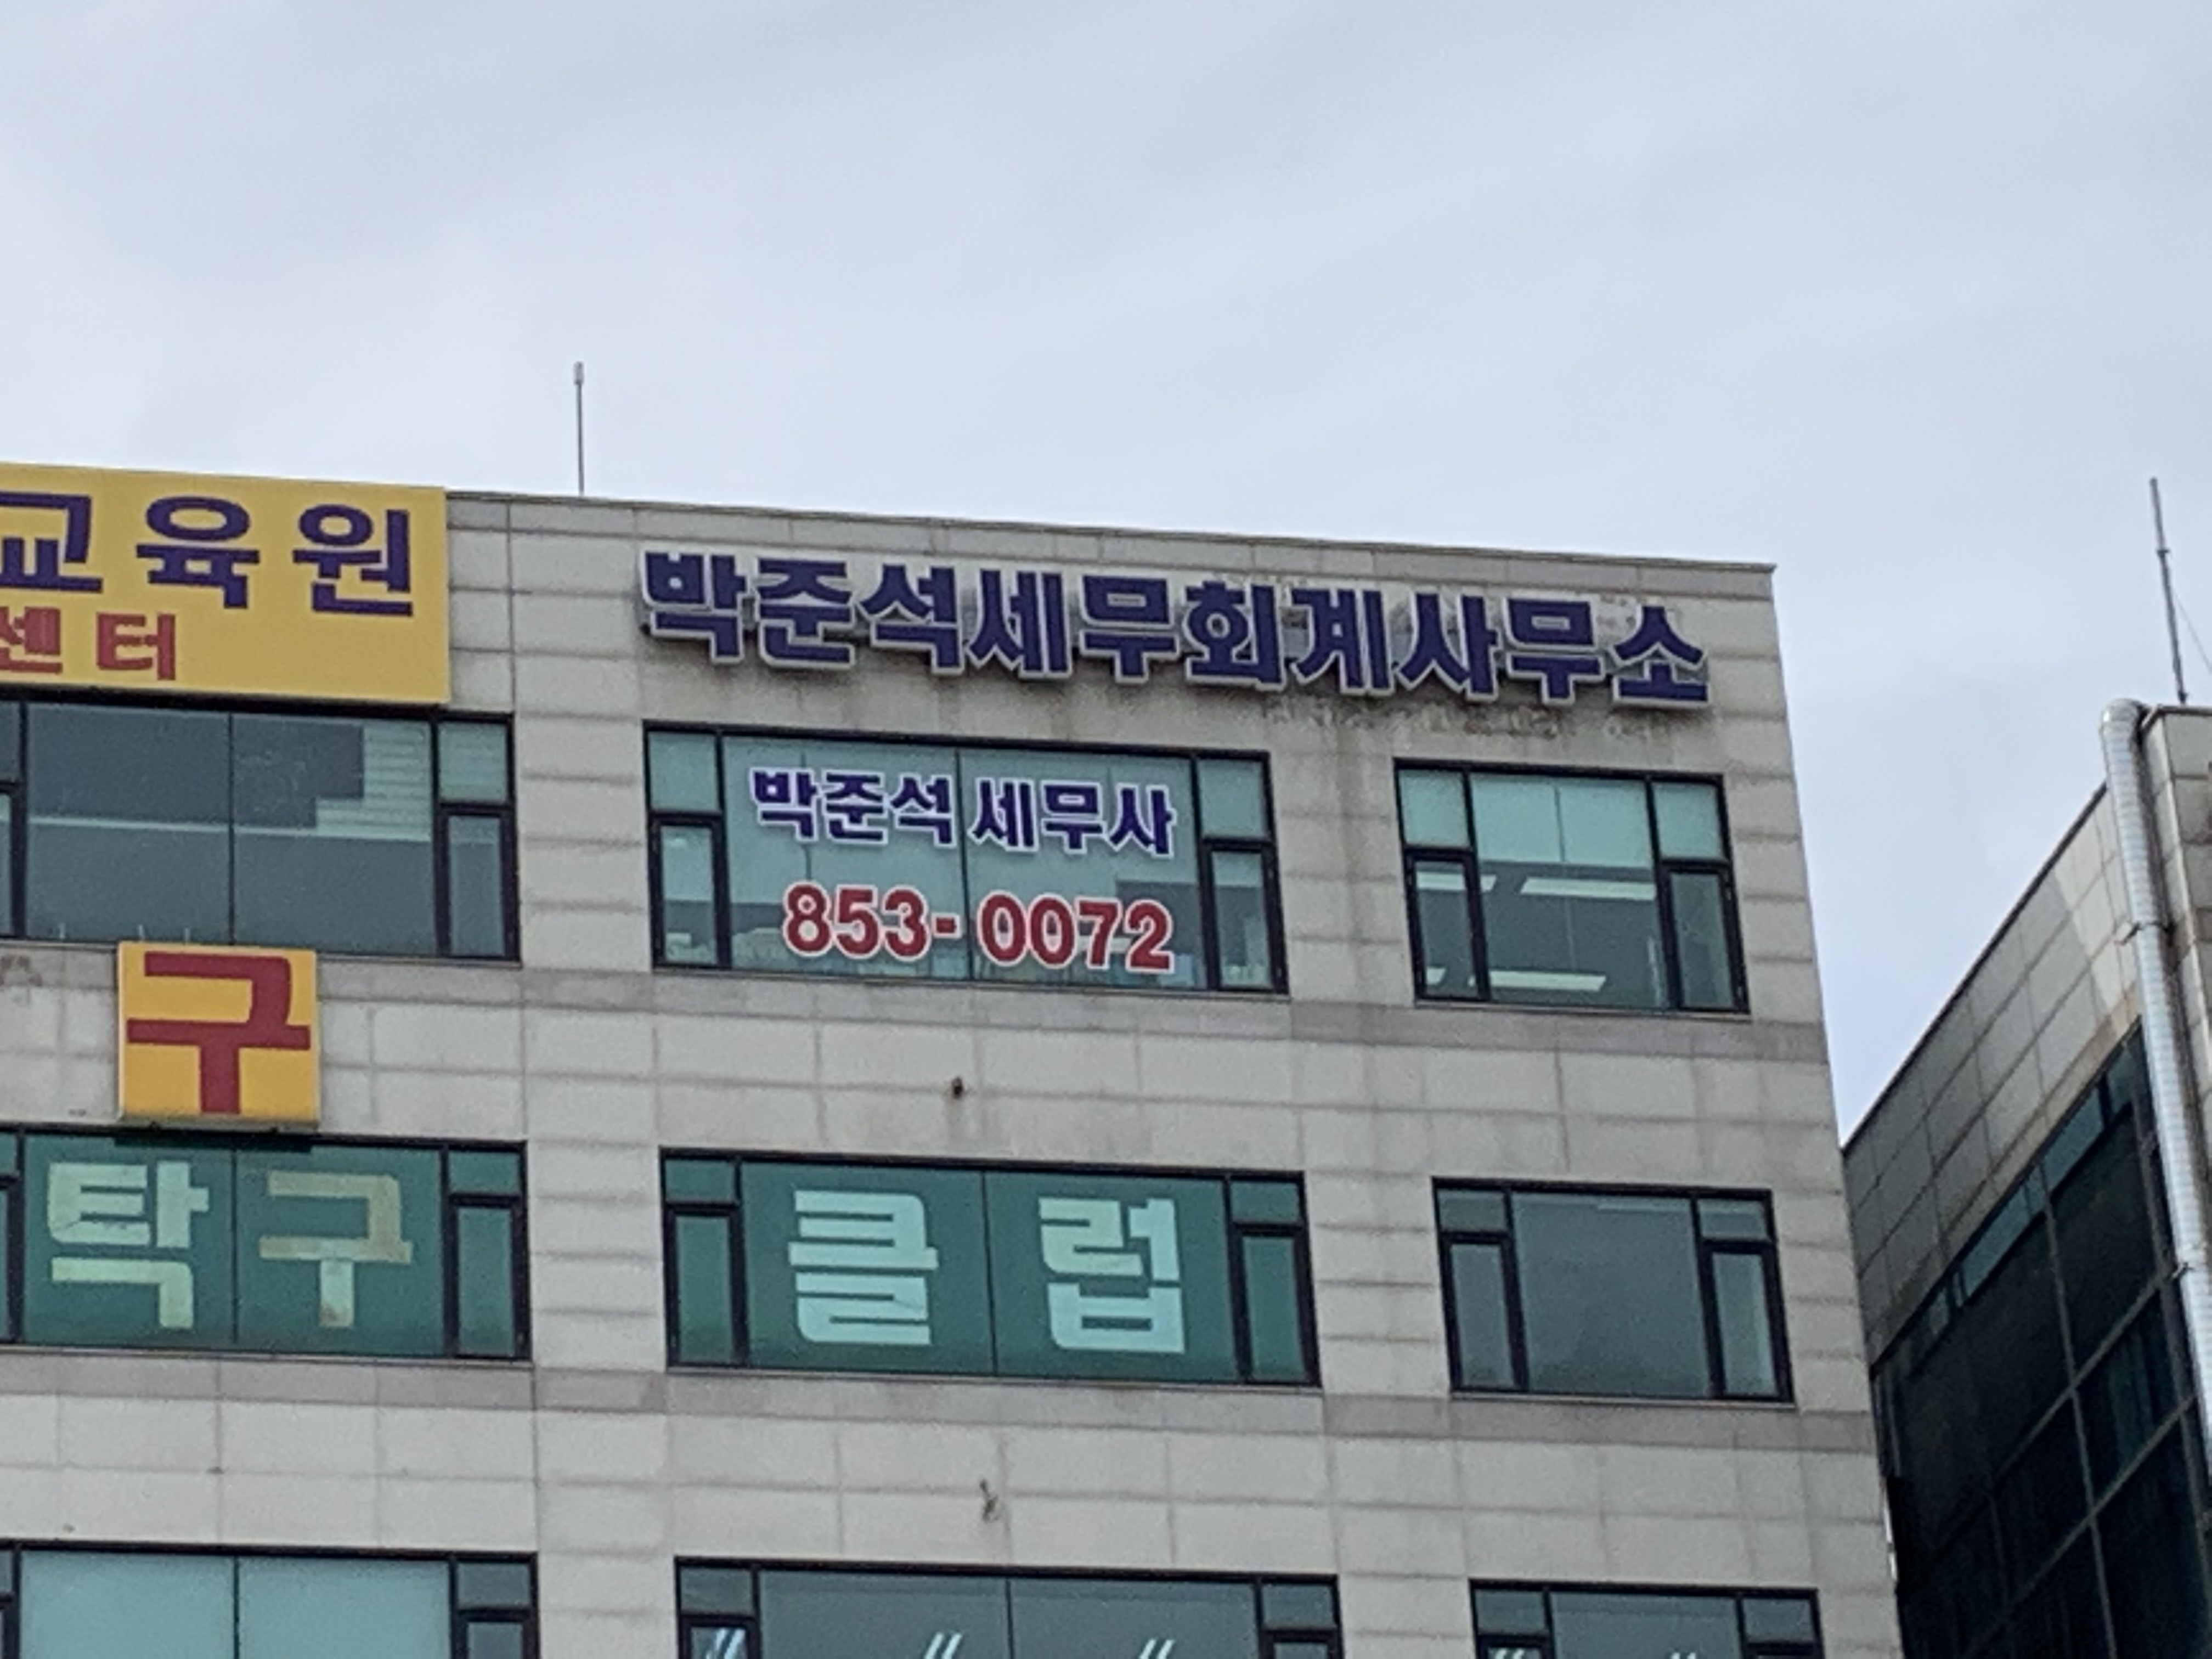 교육원
센터
박준석세무회계사무소
박준석 세무사
853-0072
구
탁구
클럽